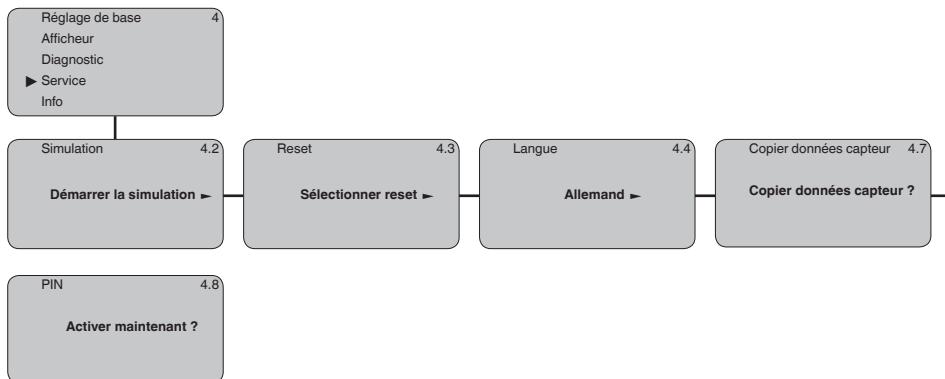 Réglage de base 4
Afficheur
Diagnostic
Service
Info
Simulation 4.2
Démarrer la simulation
Reset 4.3
Sélectionner reset
Langue 4.4
Allemand
Copier données capteur 4.7
Copier données capteur ?
PIN 4.8
Activer maintenant ?